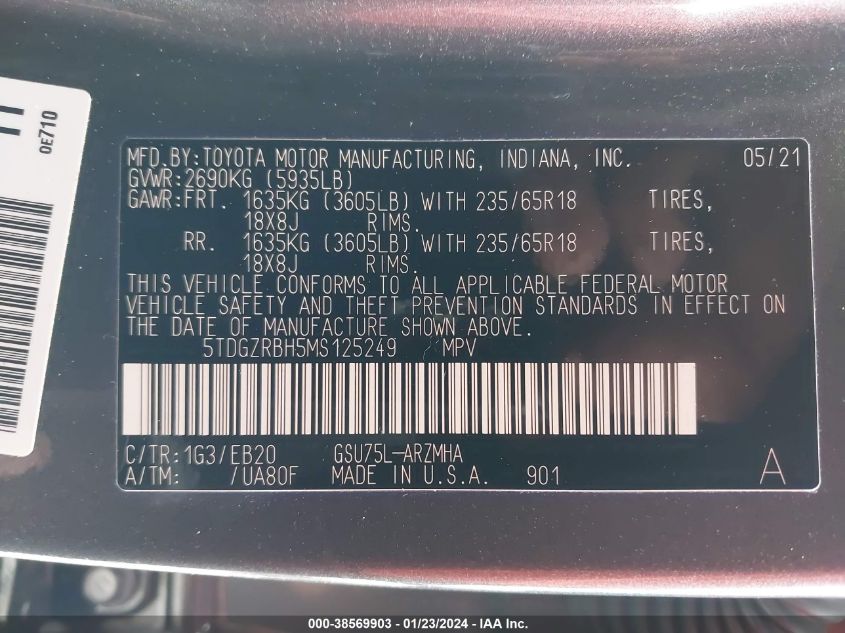 11
0E710
MFD.BY:TOYOTA MOTOR MANUFACTURING, INDIANA, INC. 05/21
GVWR:2690KG (5935LB)
GAWR:FRT. 1635KG (3605LB) WITH 235/65R18 TIRES,
18X8J RIMS.
RR. 1635KG (3605LB) WITH 235/65R18 TIRES,
18X8J RIMS.
THIS VEHICLE CONFORMS TO ALL APPLICABLE FEDERAL MOTOR
VEHICLE SAFETY AND THEFT PREVENTION STANDARDS IN EFFECT ON
THE DATE OF MANUFACTURE SHOWN ABOVE.
5TDGZRBH5MS125249 MPV
C/TR:1G3/EB20 GSU75L-ARZMHA
A/TM: /UA80F MADE IN U.S.A. 901 A
000-38569903 - 01/23/2024 - IAA Inc.